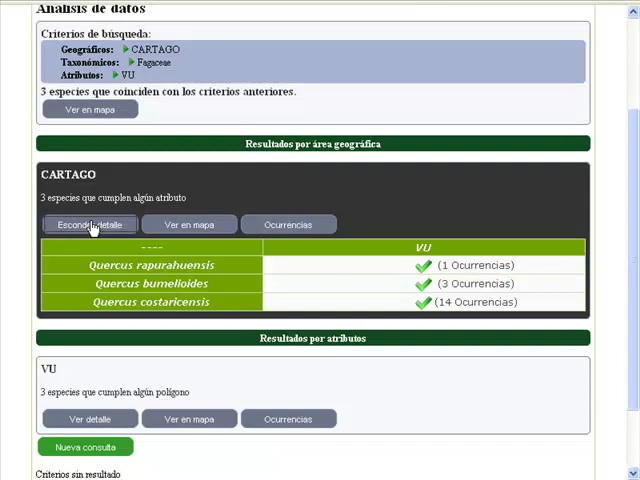 Análisis de datos
Criterios de búsqueda:
Geográficos: CARTAGO
Taxonómicos: Fagaceae
Atributos: VU
3 especies que coinciden con los criterios anteriores.
Ver en mapa
Resultados por área geográfica
CARTAGO
3 especies que cumplen algún atributo
Esconder detalle Ver en mapa Ocurrencias
---- VU
Quercus rapurahuensis (1 Ocurrencias)
Quercus bumelioides (3 Ocurrencias)
Quercus costaricensis (14 Ocurrencias)
Resultados por atributos
VU
3 especies que cumplen algún polígono
Ver detalle Ver en mapa Ocurrencias
Nueva consulta
Criterios sin resultado